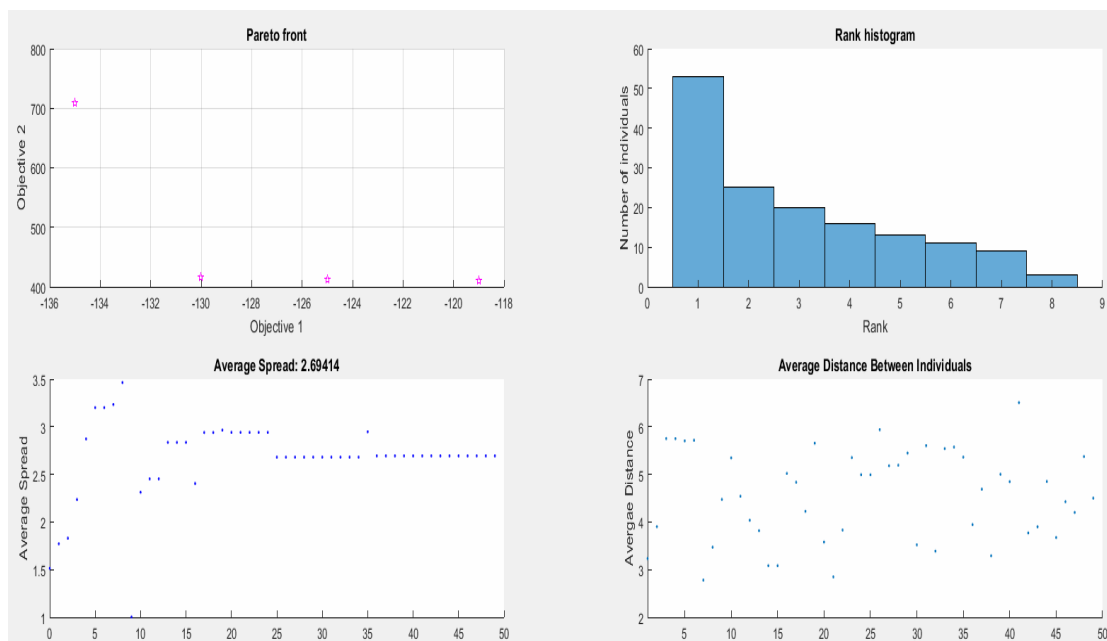 Pareto front
800
700
600
500
400
Objective 2
-136 -134 -132 -130 -128 -126 -124 -122 -120 -118
Objective 1
Rank histogram
60
50
40
30
20
10
0
Number of individuals
0 1 2 3 4 5 6 7 8 9
Rank
Average Spread: 2.69414
3.5
3
2.5
2
1.5
1
Average Spread
0 5 10 15 20 25 30 35 40 45 50
Average Distance Between Individuals
7
6
5
4
3
2
Avergae Distance
5 10 15 20 25 30 35 40 45 50